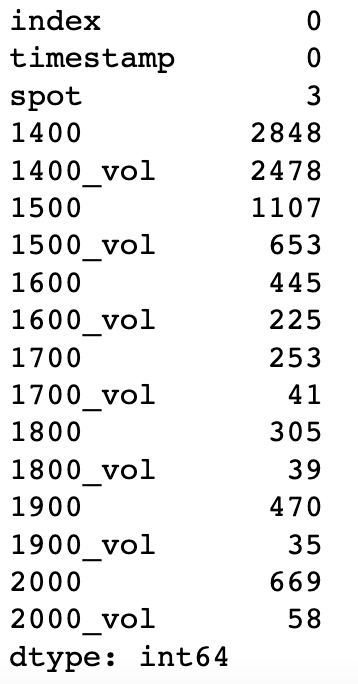 index 0
timestamp 0
spot 3
1400 2848
1400_vol 2478
1500 1107
1500_vol 653
1600 445
1600_vol 225
1700 253
1700_vol 41
1800 305
1800_vol 39
1900 470
1900_vol 35
2000 669
2000_vol 58
dtype: int64